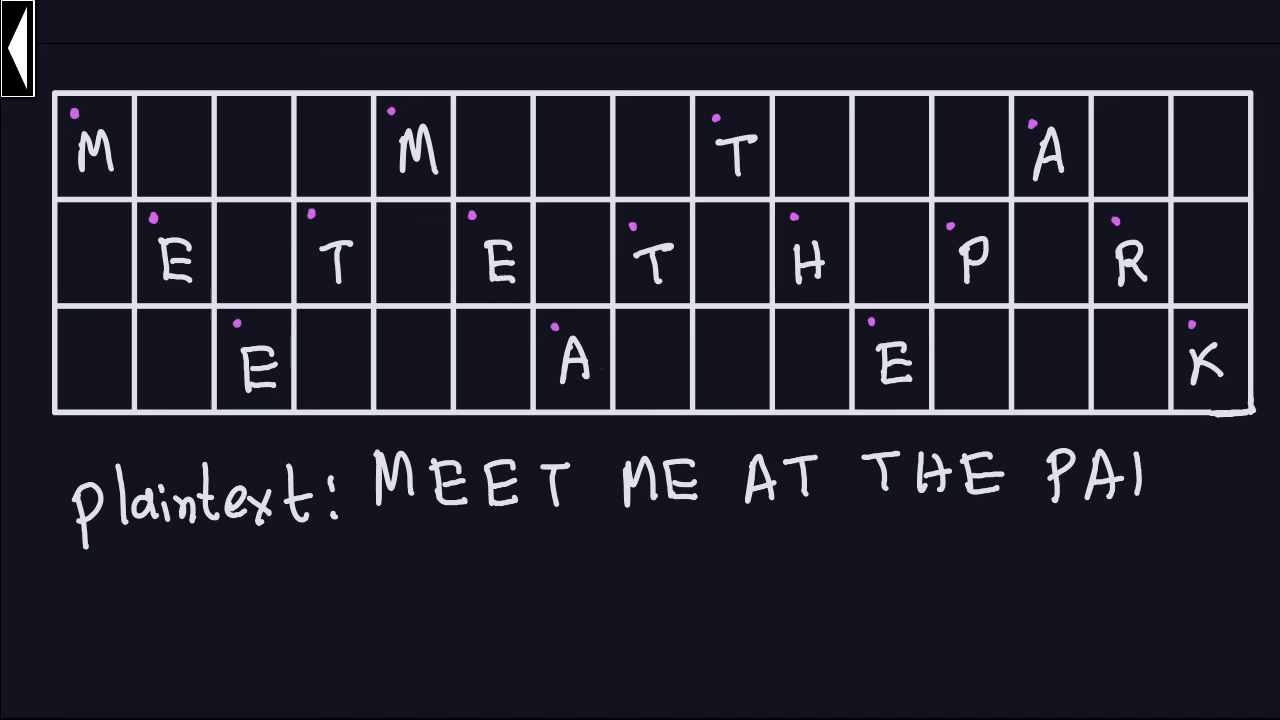 M M T A
E T E T H P R
E A E K
plaintext: MEET ME AT THE PAI